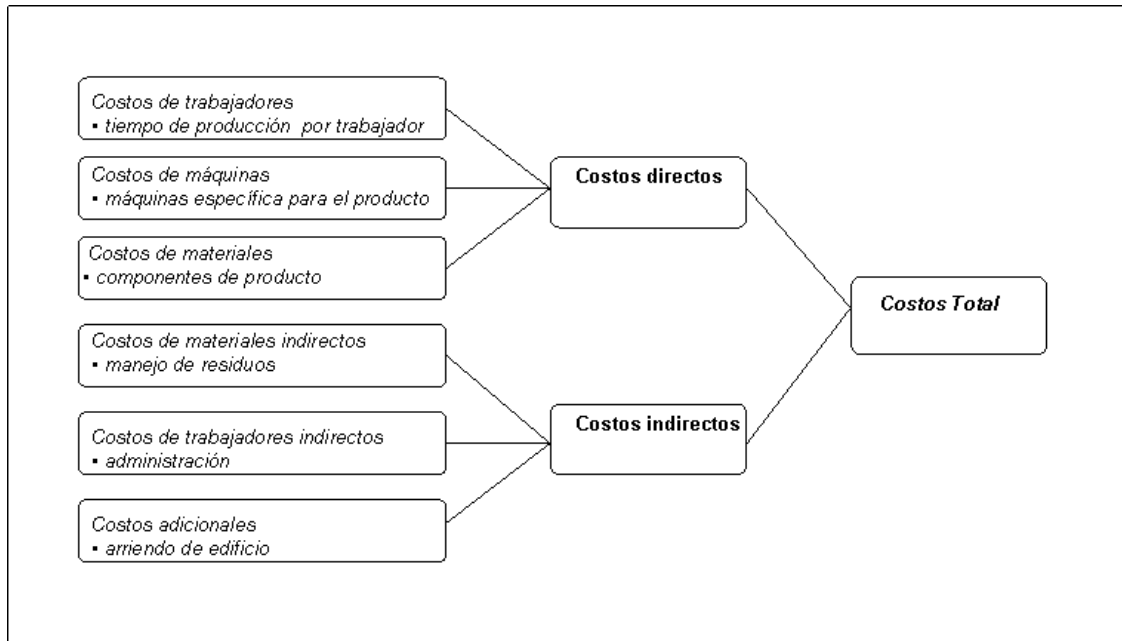 Costos de trabajadores
▪ tiempo de producción por trabajador
Costos de máquinas
▪ máquinas específica para el producto
Costos de materiales
▪ componentes de producto
Costos de materiales indirectos
▪ manejo de residuos
Costos de trabajadores indirectos
▪ administración
Costos adicionales
▪ arriendo de edificio
Costos directos
Costos indirectos
Costos Total